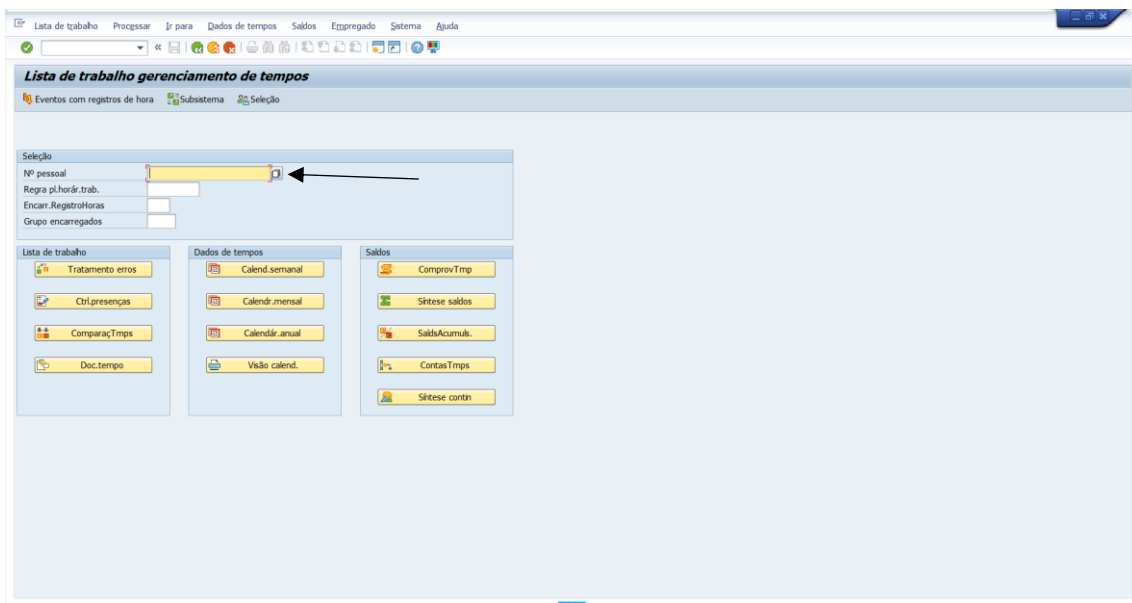 Lista de trabalho Processar Ir para Dados de tempos Saldos Empregado Sistema Ajuda
Lista de trabalho gerenciamento de tempos
Eventos com registros de hora Subsistema Seleção
Seleção
Nº pessoal
Regra pl.horár.trab.
Encarr.RegistroHoras
Grupo encarregados
Lista de trabalho Dados de tempos Saldos
Tratamento erros Calend.semanal ComprovTmp
Ctrl.presenças Calendr.mensal Síntese saldos
ComparaçTmps Calendár.anual SaldsAcumuls.
Doc.tempo Visão calend. ContasTmps
Síntese contin